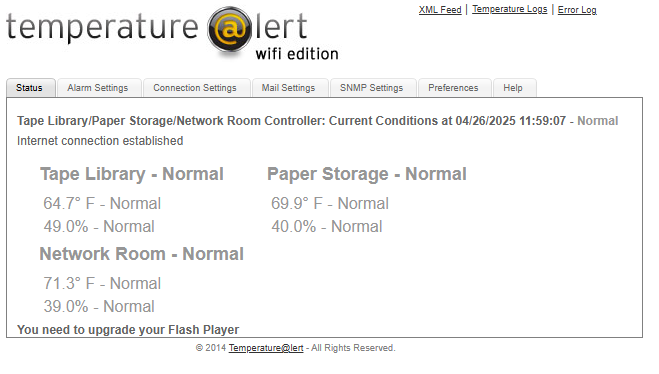 temperature @lert
wifi edition
XML Feed | Temperature Logs | Error Log
Status Alarm Settings Connection Settings Mail Settings SNMP Settings Preferences Help
Tape Library/Paper Storage/Network Room Controller: Current Conditions at 04/26/2025 11:59:07 - Normal
Internet connection established
Tape Library - Normal
64.7° F - Normal
49.0% - Normal
Paper Storage - Normal
69.9° F - Normal
40.0% - Normal
Network Room - Normal
71.3° F - Normal
39.0% - Normal
You need to upgrade your Flash Player
© 2014 Temperature@lert - All Rights Reserved.